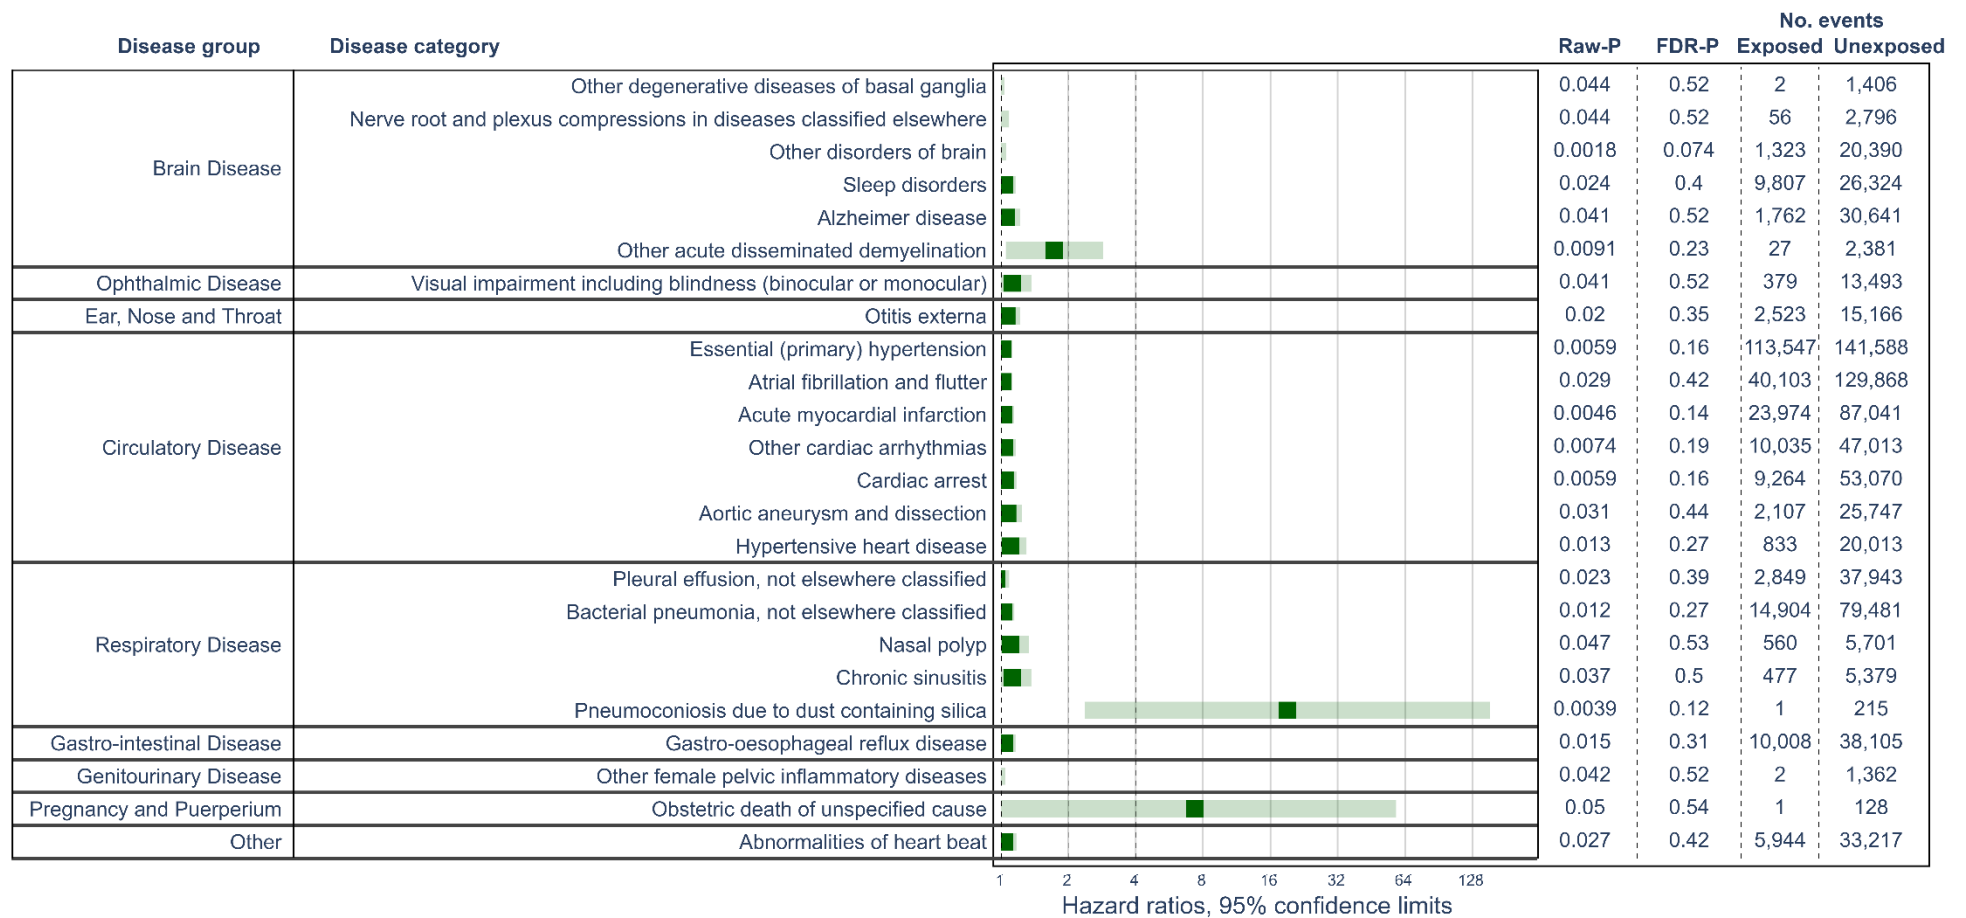 No. events
Disease group Disease category Raw-P FDR-P Exposed Unexposed
Other degenerative diseases of basal ganglia 0.044 0.52 2 1,406
Nerve root and plexus compressions in diseases classified elsewhere 0.044 0.52 56 2,796
Other disorders of brain 0.0018 0.074 1,323 20,390
Brain Disease
Sleep disorders 0.024 0.4 9,807 26,324
Alzheimer disease 0.041 0.52 1,762 30,641
Other acute disseminated demyelination 0.0091 0.23 27 2,381
Ophthalmic Disease Visual impairment including blindness (binocular or monocular) 0.041 0.52 379 13,493
Ear, Nose and Throat Otitis externa 0.02 0.35 2,523 15,166
Essential (primary) hypertension 0.0059 0.16 113,547 141,588
Atrial fibrillation and flutter 0.029 0.42 40,103 129,868
Acute myocardial infarction 0.0046 0.14 23,974 87,041
Circulatory Disease Other cardiac arrhythmias 0.0074 0.19 10,035 47,013
Cardiac arrest 0.0059 0.16 9,264 53,070
Aortic aneurysm and dissection 0.031 0.44 2,107 25,747
Hypertensive heart disease 0.013 0.27 833 20,013
Pleural effusion, not elsewhere classified 0.023 0.39 2,849 37,943
Bacterial pneumonia, not elsewhere classified 0.012 0.27 14,904 79,481
Respiratory Disease Nasal polyp 0.047 0.53 560 5,701
Chronic sinusitis 0.037 0.5 477 5,379
Pneumoconiosis due to dust containing silica 0.0039 0.12 1 215
Gastro-intestinal Disease Gastro-oesophageal reflux disease 0.015 0.31 10,008 38,105
Genitourinary Disease Other female pelvic inflammatory diseases 0.042 0.52 2 1,362
Pregnancy and Puerperium Obstetric death of unspecified cause 0.05 0.54 1 128
Other Abnormalities of heart beat 0.027 0.42 5,944 33,217
1 2 4 8 16 32 64 128
Hazard ratios, 95% confidence limits